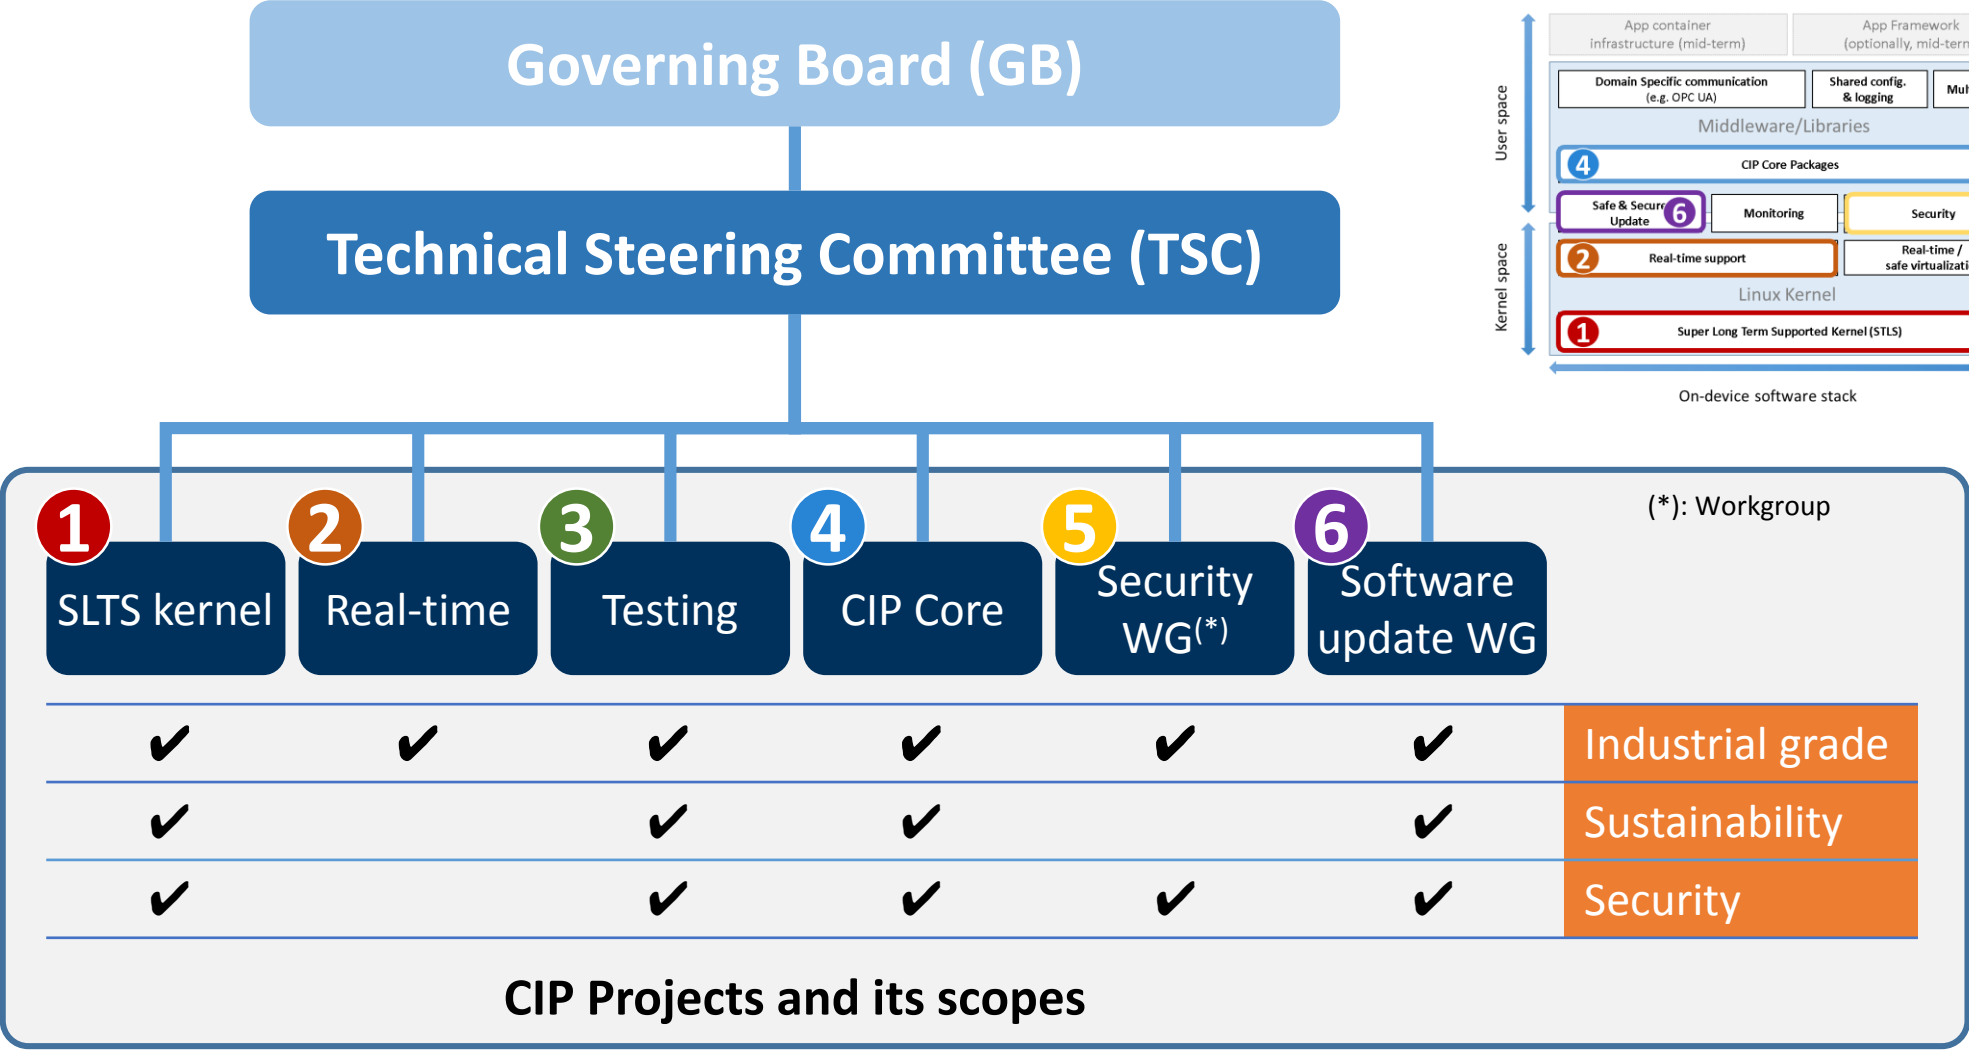 Governing Board (GB)
Technical Steering Committee (TSC)
App container
infrastructure (mid-term)
App Framework
(optionally, mid-tern
User space
Domain Specific communication
(e.g. OPC UA)
Shared config.
& logging
Mul
Middleware/Libraries
4
CIP Core Packages
Safe & Secure
Update
6
Monitoring
Security
Kernel space
2
Real-time support
Real-time /
safe virtualizati
Linux Kernel
1
Super Long Term Supported Kernel (STLS)
On-device software stack
(*): Workgroup
1
SLTS kernel
2
Real-time
3
Testing
4
CIP Core
5
Security
WG(*)
6
Software
update WG
✔ ✔ ✔ ✔ ✔ ✔ Industrial grade
✔ ✔ ✔ ✔ Sustainability
✔ ✔ ✔ ✔ ✔ Security
CIP Projects and its scopes